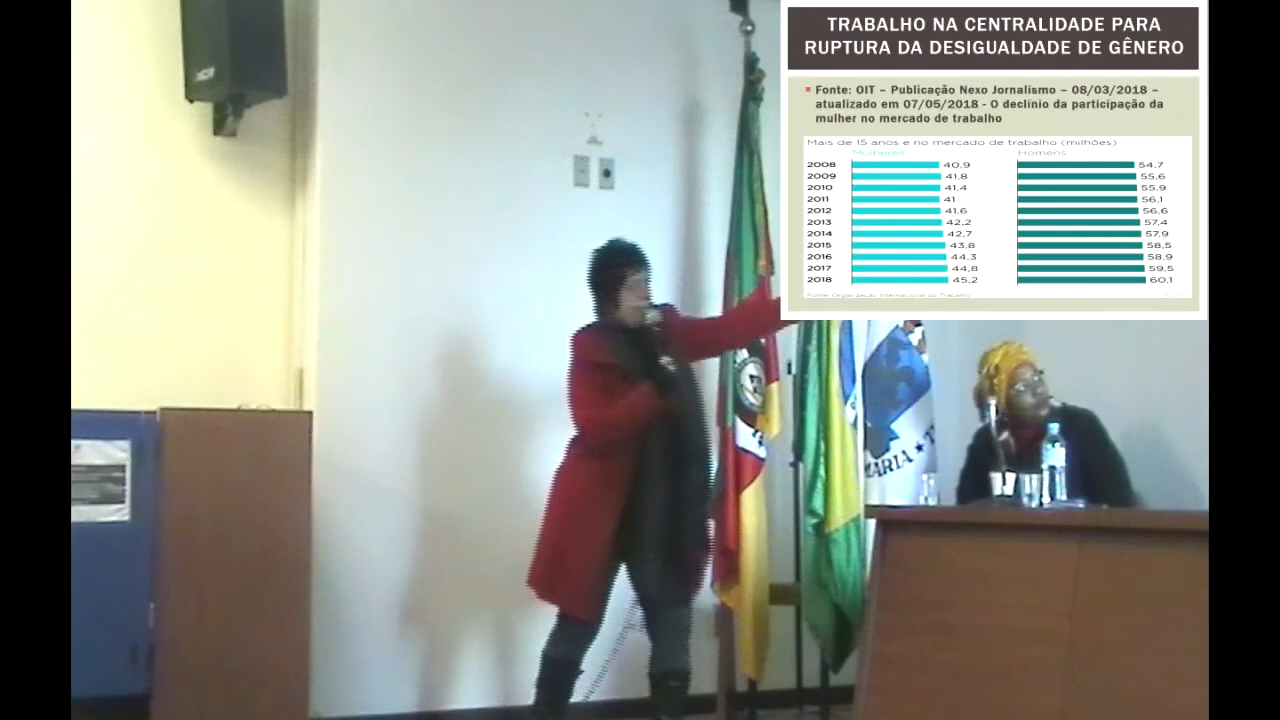 TRABALHO NA CENTRALIDADE PARA
RUPTURA DA DESIGUALDADE DE GÊNERO
Fonte: OIT – Publicação Nexo Jornalismo – 08/03/2018 –
atualizado em 07/05/2018 - O declínio da participação da
mulher no mercado de trabalho
Mais de 15 anos e no mercado de trabalho (milhões)
Mulheres Homens
2008 40,9 54,7
2009 41,8 55,6
2010 41,4 55,9
2011 41 56,1
2012 41,6 56,6
2013 42,2 57,4
2014 42,7 57,9
2015 43,8 58,5
2016 44,3 58,9
2017 44,8 59,5
2018 45,2 60,1
Fonte: Organização Internacional do Trabalho
MARIA